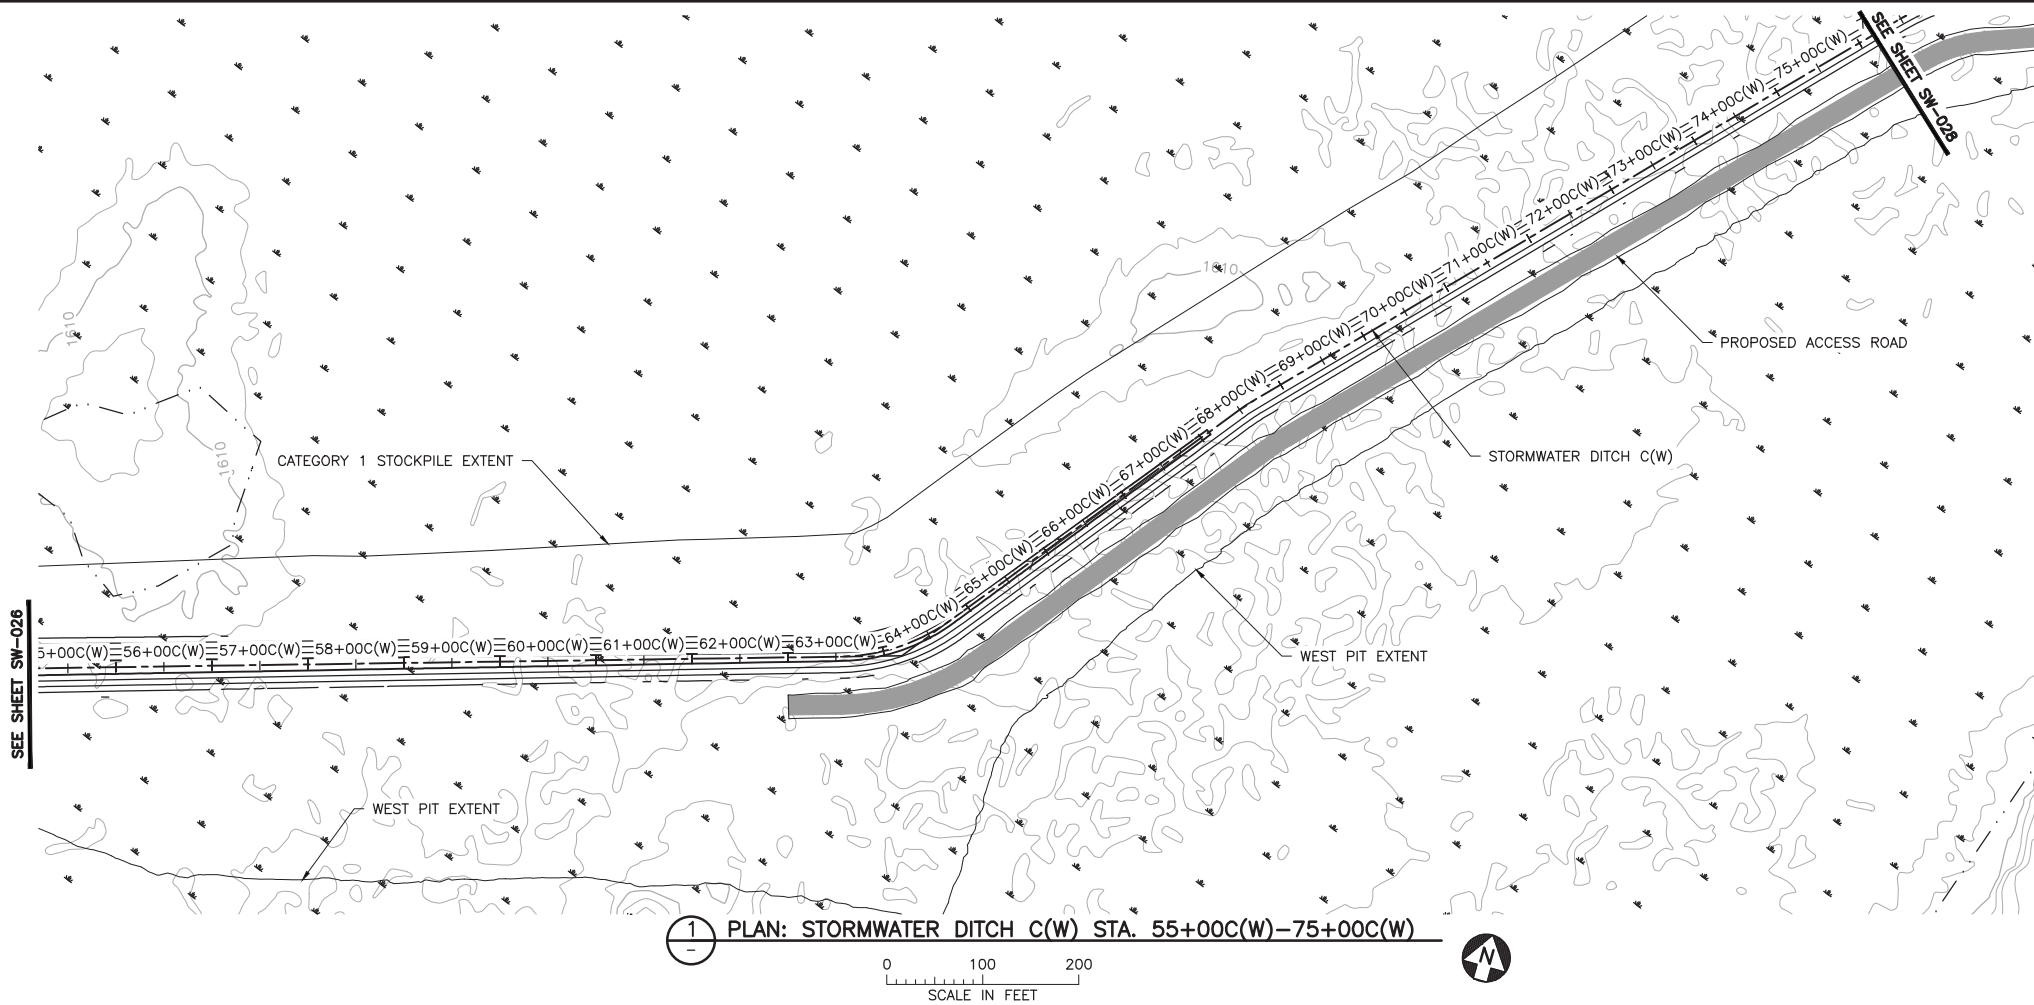 SEE SHEET SW-028
75+00C(W)
74+00C(W)
73+00C(W)
72+00C(W)
71+00C(W)
70+00C(W)
69+00C(W)
68+00C(W)
67+00C(W)
66+00C(W)
65+00C(W)
64+00C(W)
1610
1610
1610
PROPOSED ACCESS ROAD
STORMWATER DITCH C(W)
CATEGORY 1 STOCKPILE EXTENT
SEE SHEET SW-026
5+00C(W) 56+00C(W) 57+00C(W) 58+00C(W) 59+00C(W) 60+00C(W) 61+00C(W) 62+00C(W) 63+00C(W)
WEST PIT EXTENT
WEST PIT EXTENT
1
-
PLAN: STORMWATER DITCH C(W) STA. 55+00C(W)-75+00C(W)
N
0 100 200
SCALE IN FEET